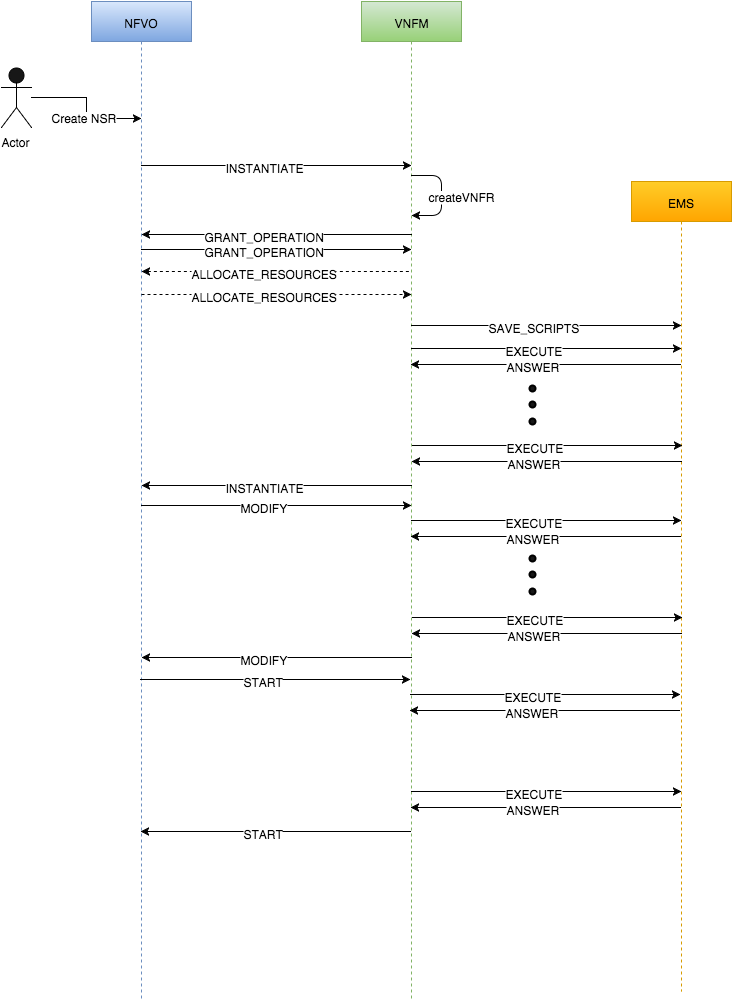 NFVO
VNFM
Create NSR
Actor
INSTANTIATE
createVNFR
EMS
GRANT_OPERATION
GRANT_OPERATION
ALLOCATE_RESOURCES
ALLOCATE_RESOURCES
SAVE_SCRIPTS
EXECUTE
ANSWER
EXECUTE
ANSWER
INSTANTIATE
MODIFY
EXECUTE
ANSWER
EXECUTE
ANSWER
MODIFY
START
EXECUTE
ANSWER
EXECUTE
ANSWER
START